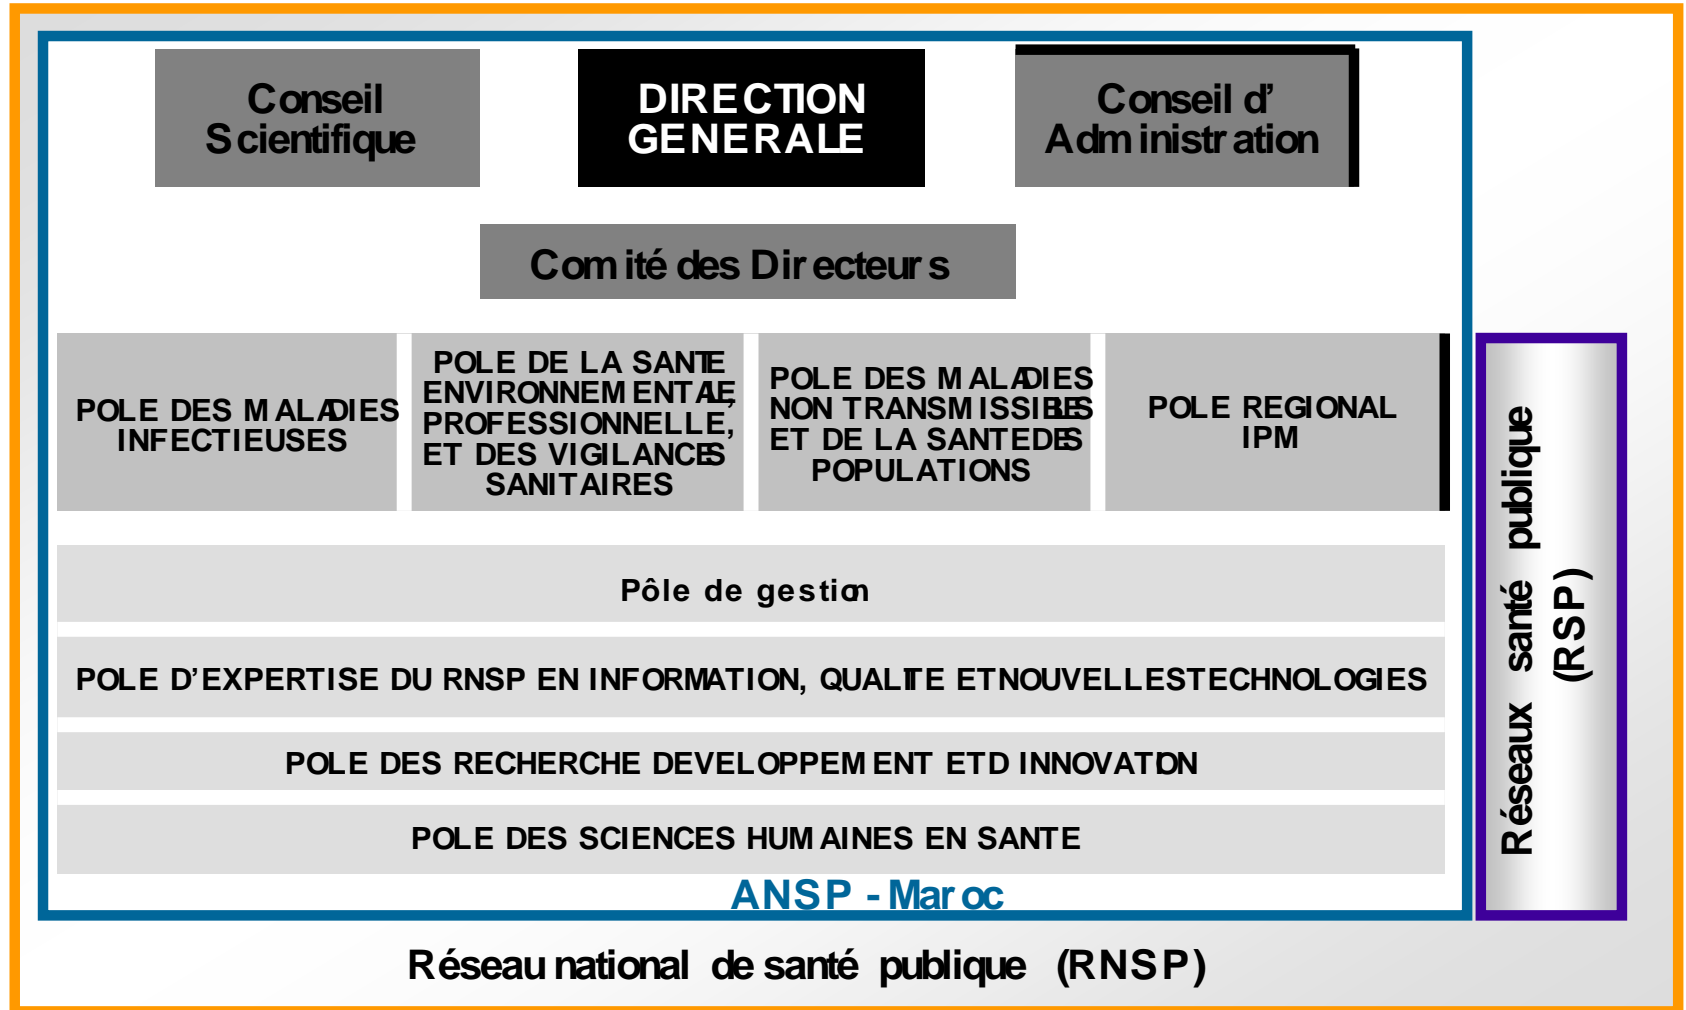 Conseil
Scientifique
DIRECTION
GENERALE
Conseil d’
Administration
Comité des Directeurs
POLE DES MALADIES
INFECTIEUSES
POLE DE LA SANTE
ENVIRONNEMENTALE,
PROFESSIONNELLE,
ET DES VIGILANCES
SANITAIRES
POLE DES MALADIES
NON TRANSMISSIBLES
ET DE LA SANTE DES
POPULATIONS
POLE REGIONAL
IPM
Pôle de gestion
POLE D’EXPERTISE DU RNSP EN INFORMATION, QUALITE ET NOUVELLES TECHNOLOGIES
POLE DES RECHERCHE DEVELOPPEMENT ET D INNOVATION
POLE DES SCIENCES HUMAINES EN SANTE
ANSP - Maroc
Réseaux santé publique
(RSP)
Réseau national de santé publique (RNSP)